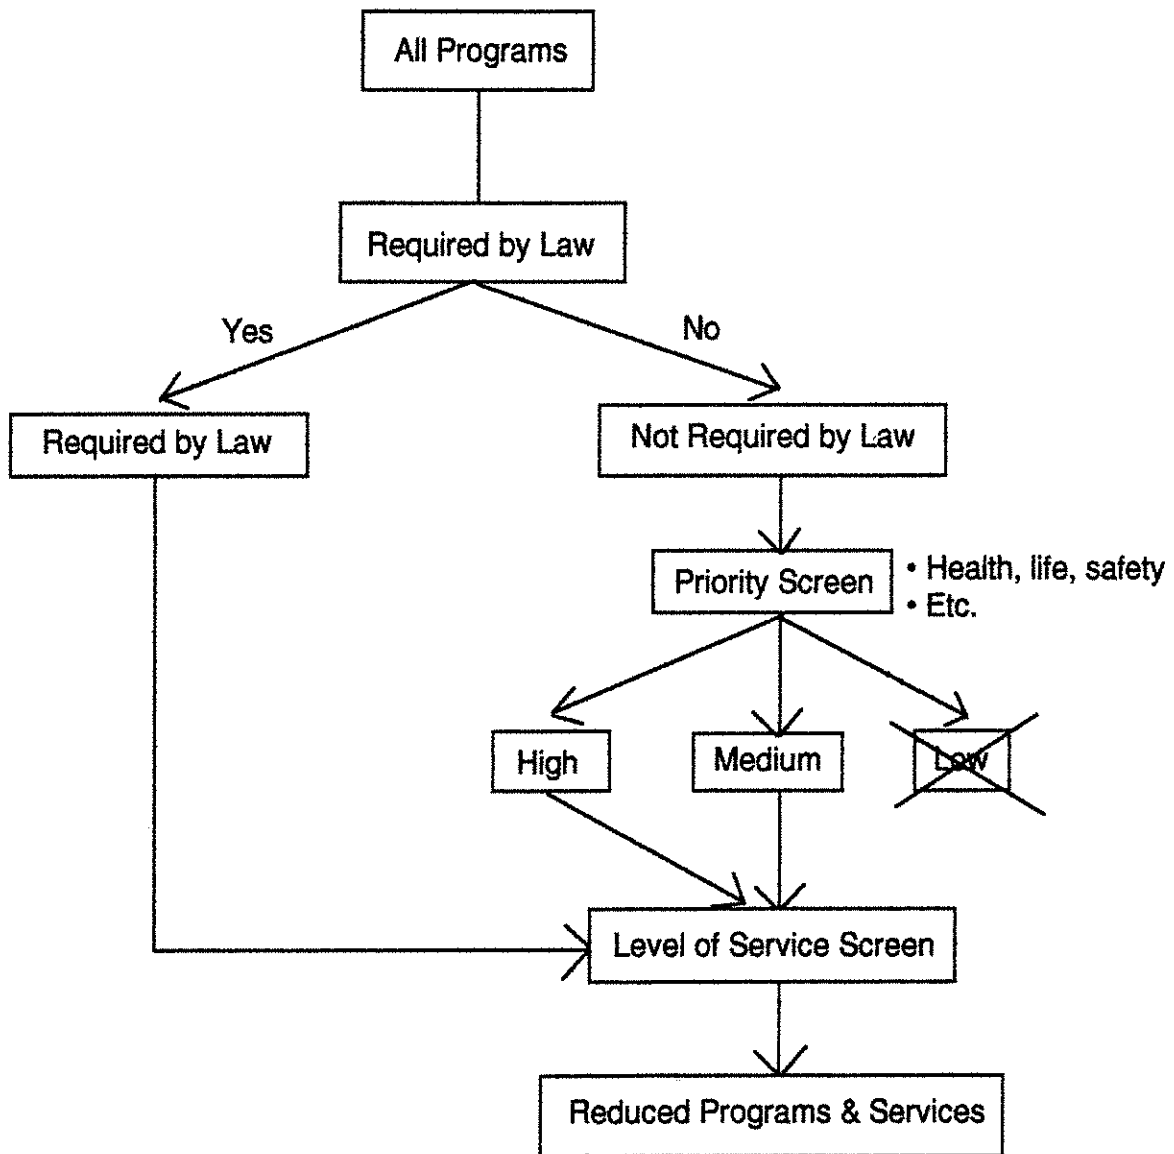 All Programs
Required by Law
Yes
No
Required by Law
Not Required by Law
Priority Screen
• Health, life, safety
• Etc.
High
Medium
Low
Level of Service Screen
Reduced Programs & Services